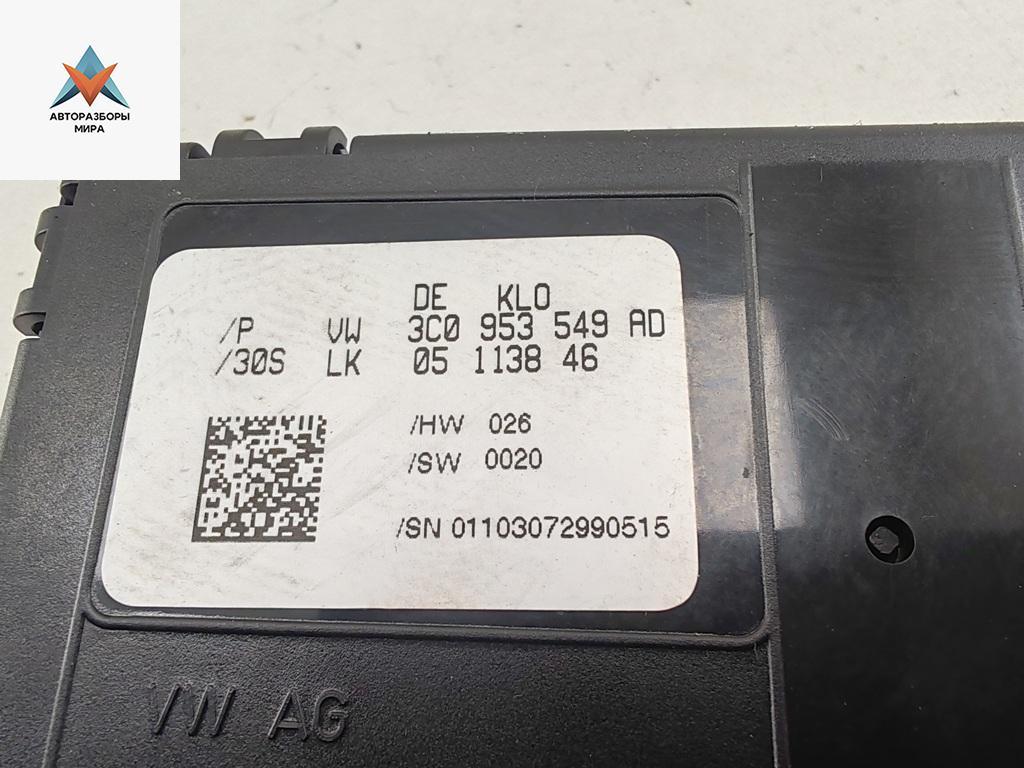 АВТОРАЗБОРЫ
МИРА
DE KLO
/P VW 3C0 953 549 AD
/30S LK 05 1138 46
/HW 026
/SW 0020
/SN 01103072990515
VW AG